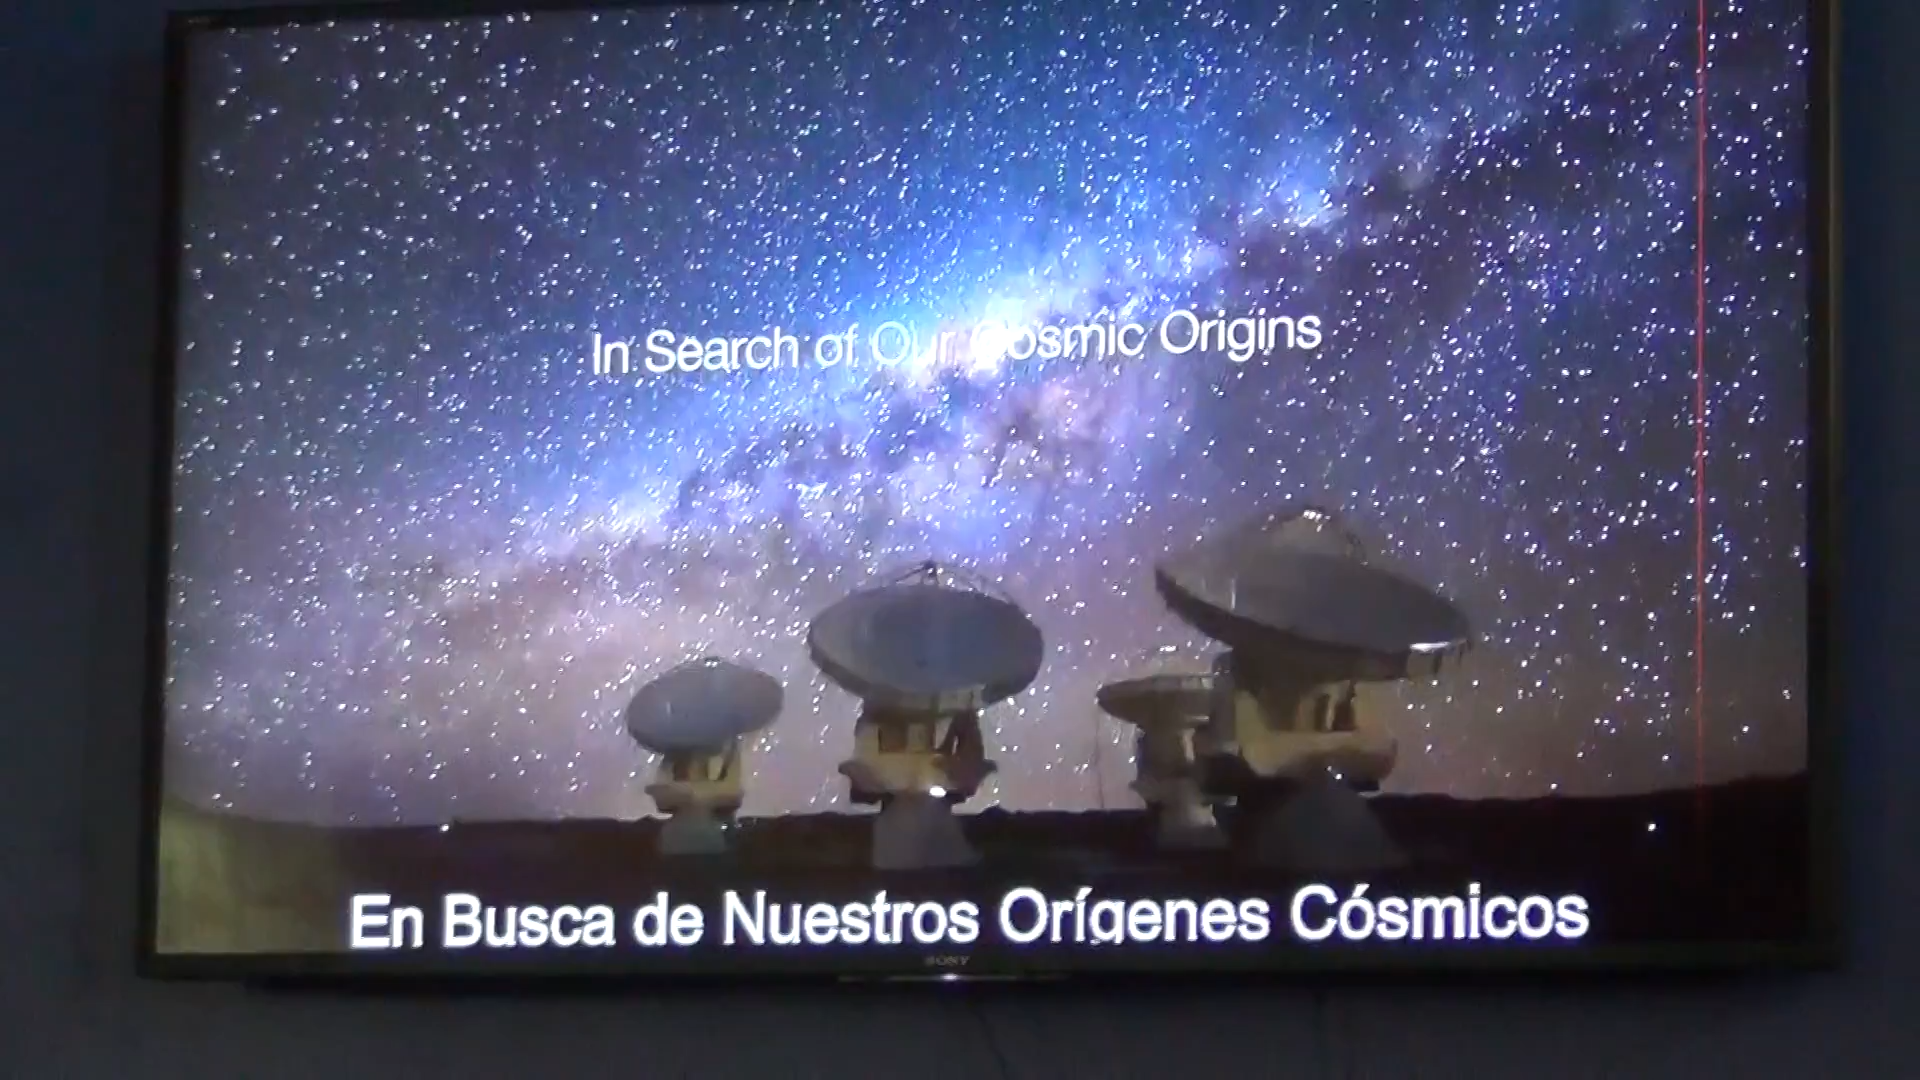 In Search of Our Cosmic Origins
En Busca de Nuestros Orígenes Cósmicos
SONY